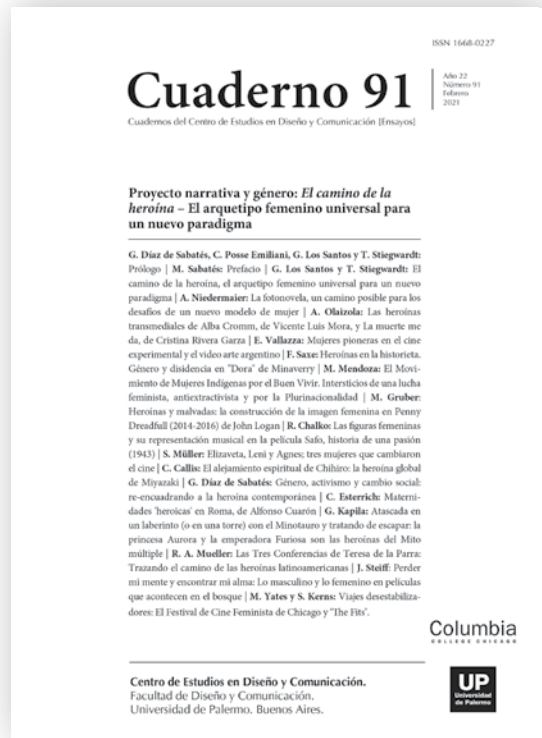 ISSN 1668-0227
Cuaderno 91
Año 22
Número 91
Febrero
2021
Cuadernos del Centro de Estudios en Diseño y Comunicación [Ensayos]
Proyecto narrativa y género: El camino de la
heroína – El arquetipo femenino universal para
un nuevo paradigma
G. Díaz de Sabatés, C. Posse Emiliani, G. Los Santos y T. Stiegwardt:
Prólogo | M. Sabatés: Prefacio | G. Los Santos y T. Stiegwardt: El
camino de la heroína, el arquetipo femenino universal para un nuevo
paradigma | A. Niedermaier: La fotonovela, un camino posible para los
desafíos de un nuevo modelo de mujer | A. Olaizola: Las heroínas
transmediales de Alba Cromm, de Vicente Luis Mora, y La muerte me
da, de Cristina Rivera Garza | E. Vallazza: Mujeres pioneras en el cine
experimental y el video arte argentino | F. Saxe: Heroínas en la historieta.
Género y disidencia en "Dora" de Minaverry | M. Mendoza: El Movi-
miento de Mujeres Indígenas por el Buen Vivir. Intersticios de una lucha
feminista, antiextractivista y por la Plurinacionalidad | M. Gruber:
Heroínas y malvadas: la construcción de la imagen femenina en Penny
Dreadfull (2014-2016) de John Logan | R. Chalko: Las figuras femeninas
y su representación musical en la película Safo, historia de una pasión
(1943) | S. Müller: Elizaveta, Leni y Agnes; tres mujeres que cambiaron
el cine | C. Callis: El alejamiento espiritual de Chihiro: la heroína global
de Miyazaki | G. Díaz de Sabatés: Género, activismo y cambio social:
re-encuadrando a la heroína contemporánea | C. Esterrich: Materni-
dades 'heroicas' en Roma, de Alfonso Cuarón | G. Kapila: Atascada en
un laberinto (o en una torre) con el Minotauro y tratando de escapar: la
princesa Aurora y la emperadora Furiosa son las heroínas del Mito
múltiple | R. A. Mueller: Las Tres Conferencias de Teresa de la Parra:
Trazando el camino de las heroínas latinoamericanas | J. Steiff: Perder
mi mente y encontrar mi alma: Lo masculino y lo femenino en películas
que acontecen en el bosque | M. Yates y S. Kerns: Viajes desestabiliza-
dores: El Festival de Cine Feminista de Chicago y "The Fits".
Columbia
COLLEGE CHICAGO
Centro de Estudios en Diseño y Comunicación.
Facultad de Diseño y Comunicación.
Universidad de Palermo. Buenos Aires.
UP
Universidad
de Palermo